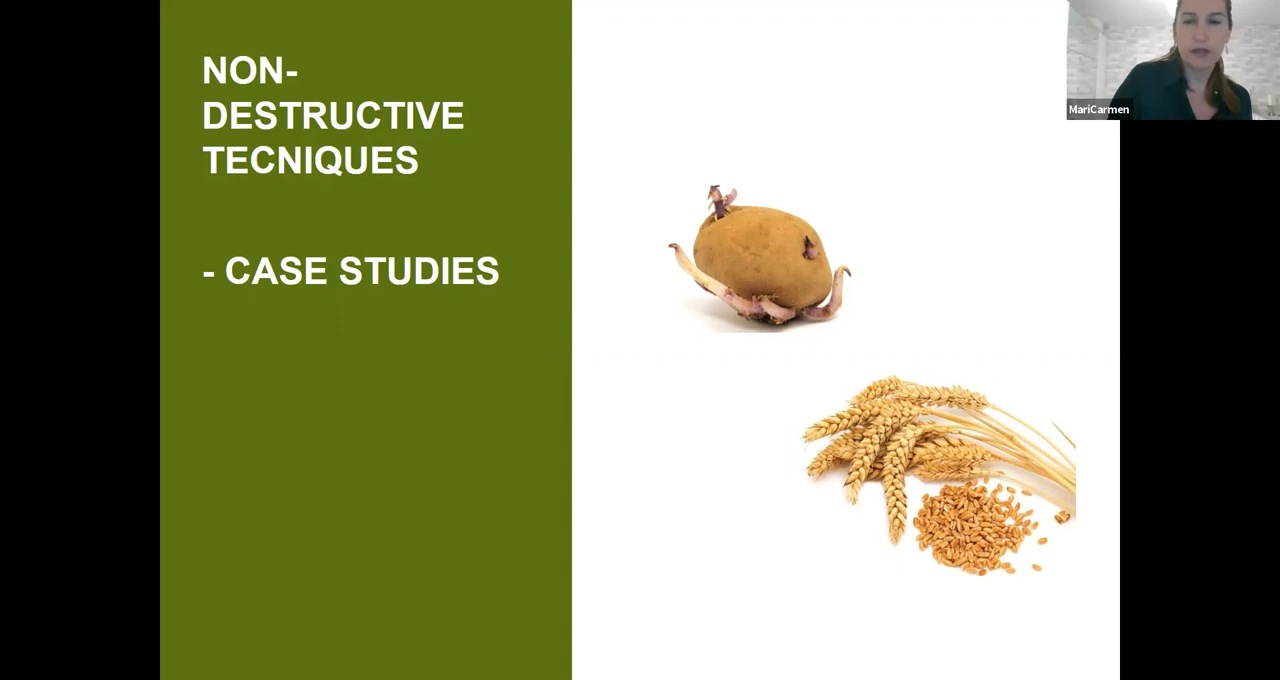 NON-
DESTRUCTIVE
TECNIQUES
- CASE STUDIES
MariCarmen